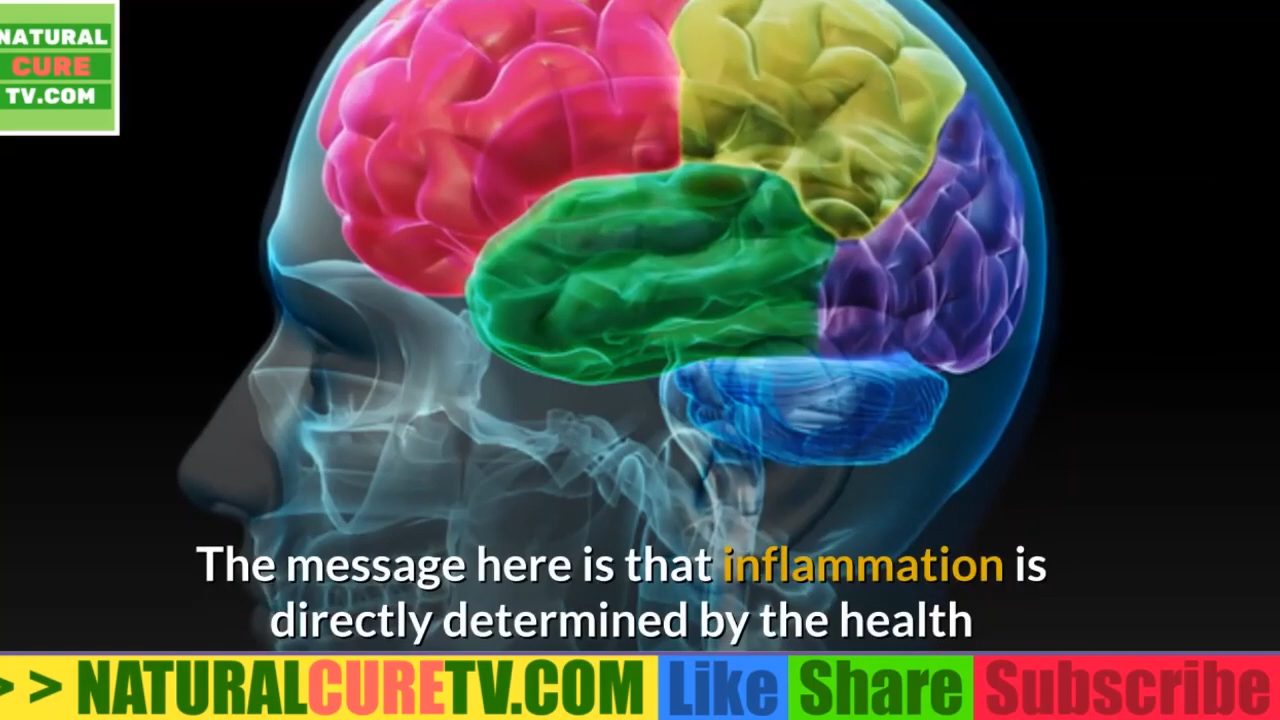 NATURAL
CURE
TV.COM
The message here is that inflammation is
directly determined by the health
> > NATURALCURETV.COM Like Share Subscribe